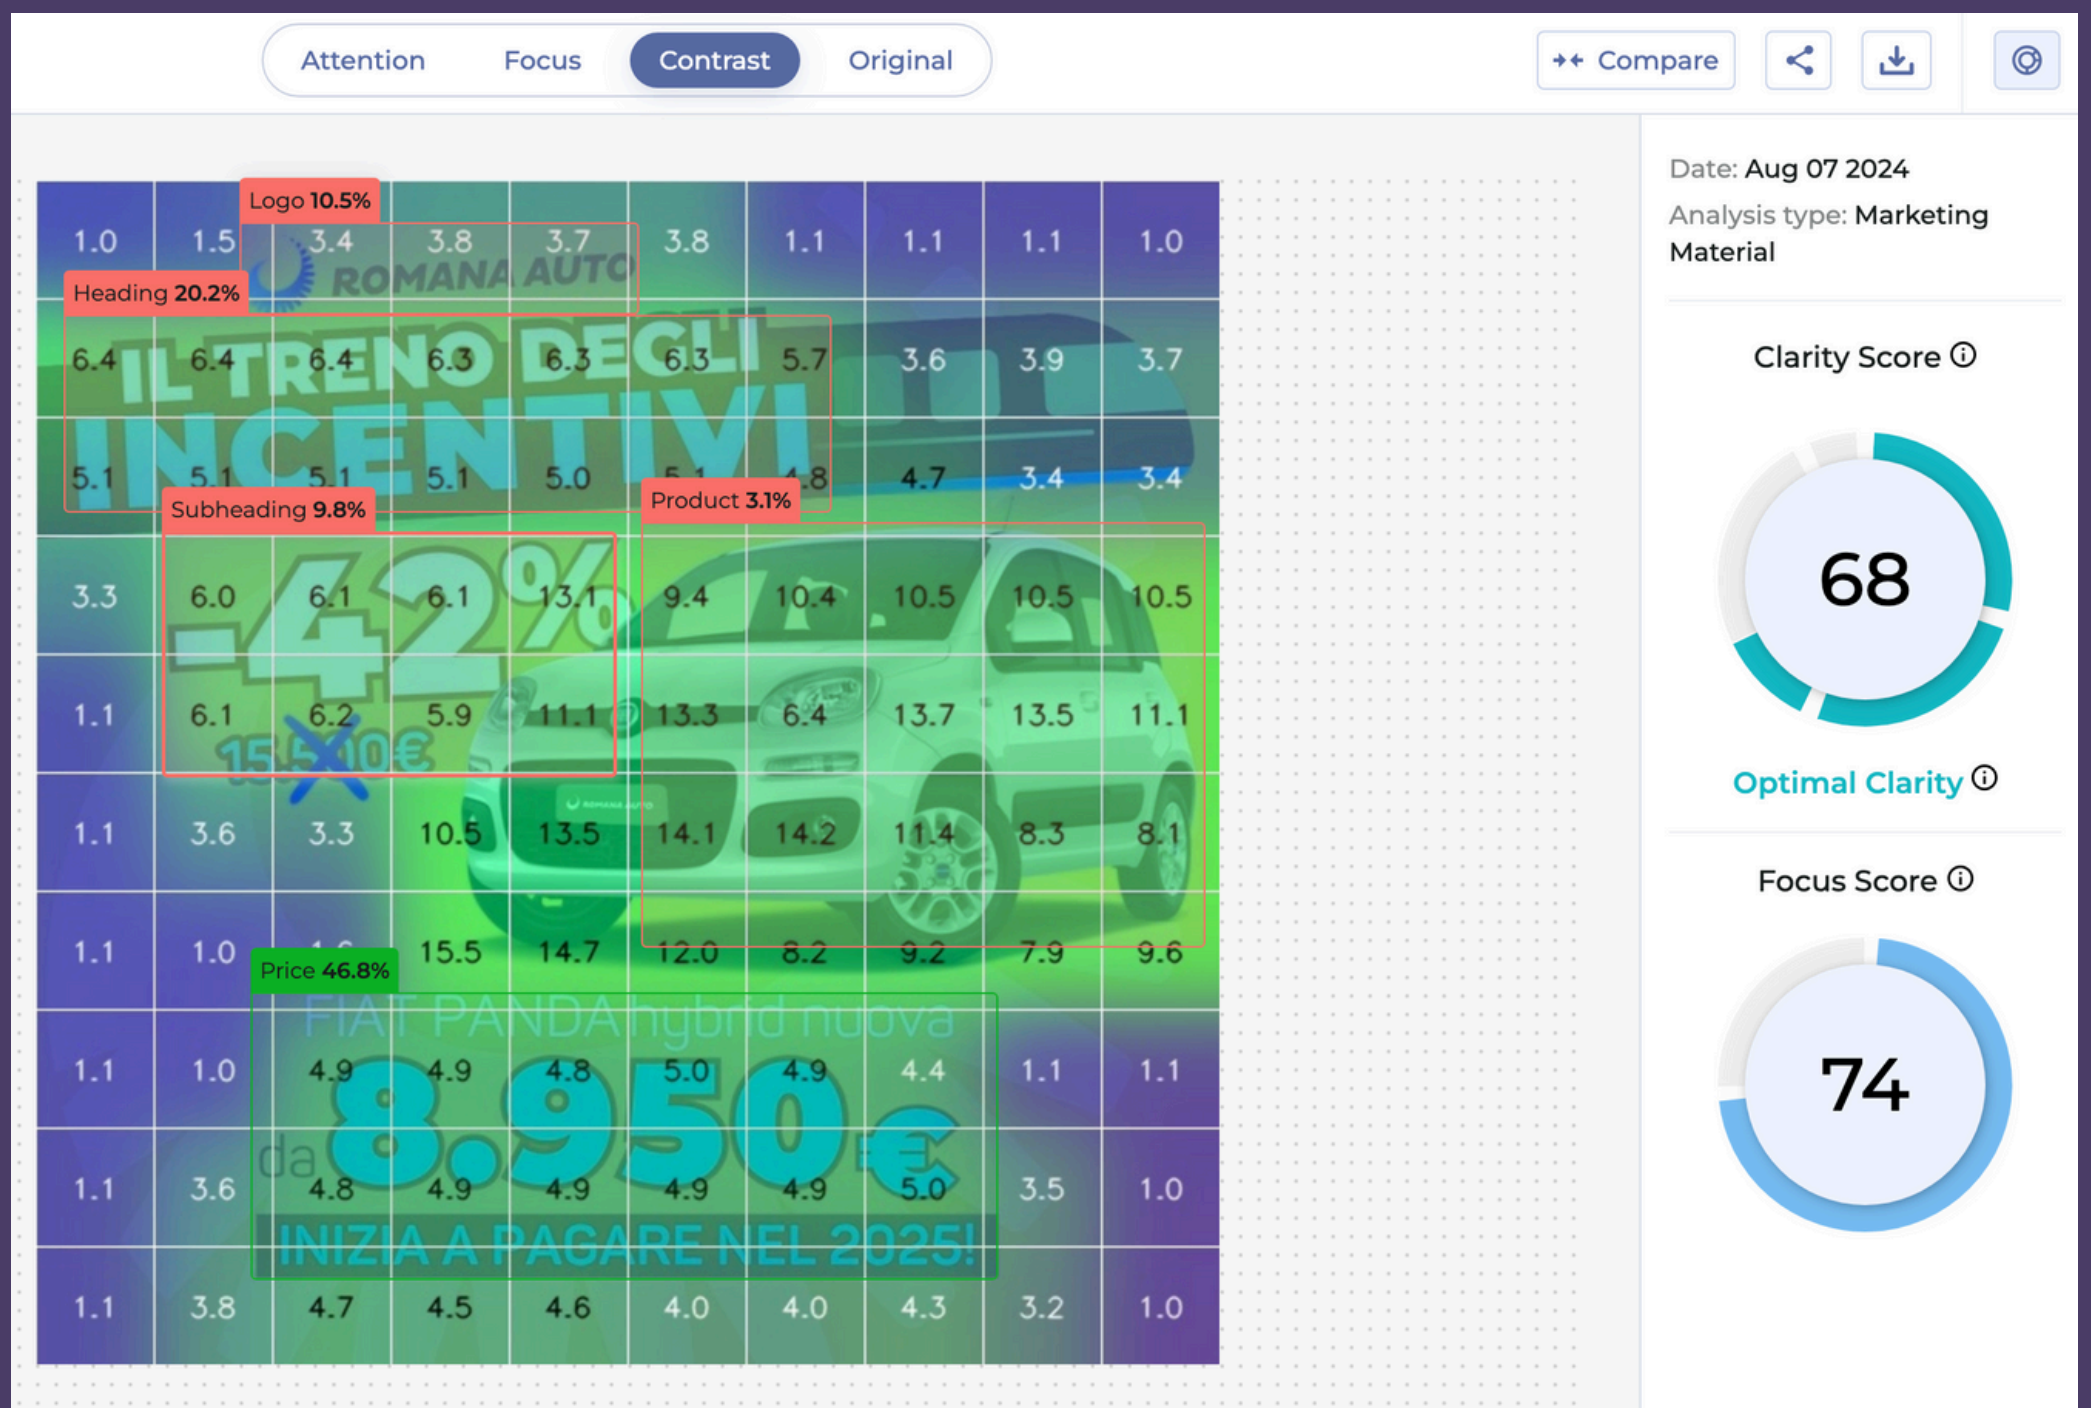 Attention Focus Contrast Original Compare
Logo 10.5%
1.0 1.5 3.4 3.8 3.7 3.8 1.1 1.1 1.1 1.0
ROMANA AUTO
Heading 20.2%
IL TRENO DEGLI
6.4 6.4 6.4 6.3 6.3 6.3 5.7 3.6 3.9 3.7
INCENTIVI
5.1 5.1 5.1 5.1 5.0 5.1 4.8 4.7 3.4 3.4
Subheading 9.8%
Product 3.1%
-42%
3.3 6.0 6.1 6.1 13.1 9.4 10.4 10.5 10.5 10.5
1.1 6.1 6.2 5.9 11.1 13.3 6.4 13.7 13.5 11.1
15.500€
ROMANA AUTO
1.1 3.6 3.3 10.5 13.5 14.1 14.2 11.4 8.3 8.1
1.1 1.0 1.6 15.5 14.7 12.0 8.2 9.2 7.9 9.6
Price 46.8%
FIAT PANDA hybrid nuova
1.1 1.0 4.9 4.9 4.8 5.0 4.9 4.4 1.1 1.1
da 8.950€
1.1 3.6 4.8 4.9 4.9 4.9 4.9 5.0 3.5 1.0
INIZIA A PAGARE NEL 2025!
1.1 3.8 4.7 4.5 4.6 4.0 4.0 4.3 3.2 1.0
Date: Aug 07 2024
Analysis type: Marketing
Material
Clarity Score
68
Optimal Clarity
Focus Score
74